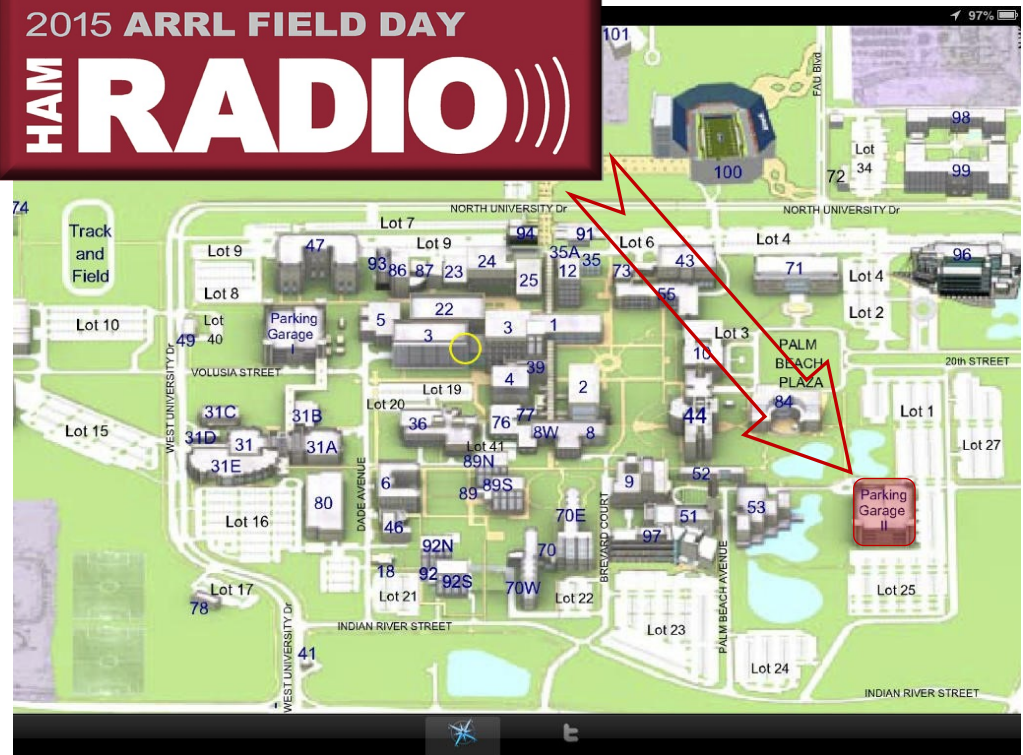 2015 ARRL FIELD DAY
HAM
RADIO
97%
101
FAU Blvd
98
Lot
34
99
100
72
74
NORTH UNIVERSITY Dr
NORTH UNIVERSITY Dr
Track
and
Field
Lot 7
Lot 9
47
Lot 9
94
91
35A
35
Lot 6
Lot 4
93
86
87
23
24
25
12
73
43
71
Lot 4
96
Lot 8
55
Lot 2
Lot 10
Lot
40
49
Parking
Garage
I
5
22
3
3
1
Lot 3
10
PALM
BEACH
PLAZA
20th STREET
WEST UNIVERSITY Dr
VOLUSIA STREET
39
4
2
Lot 19
84
Lot 1
31C
31B
Lot 20
36
76
77
44
Lot 15
31D
31
31A
8W
8
Lot 27
31E
Lot 41
89N
DADE AVENUE
6
89
89S
9
52
Parking
Garage
II
80
Lot 16
46
70E
BREVARD COURT
51
53
92N
70
97
18
92
92S
70W
PALM BEACH AVENUE
Lot 17
78
Lot 21
Lot 22
Lot 25
WEST UNIVERSITY Dr
INDIAN RIVER STREET
Lot 23
41
Lot 24
INDIAN RIVER STREET